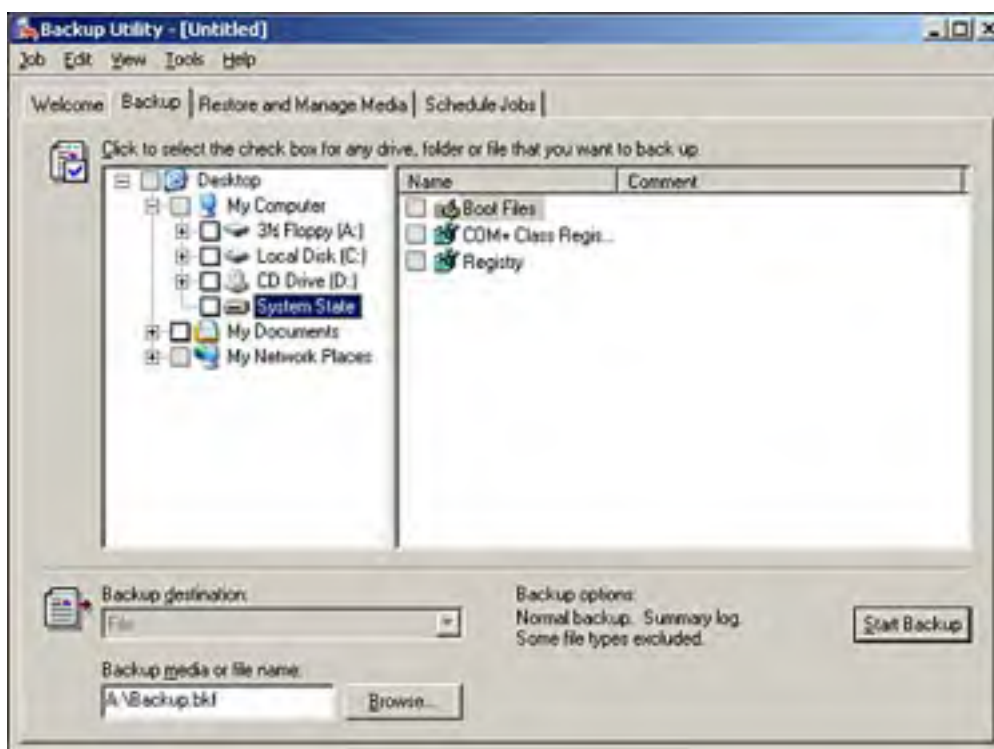 Backup Utility - [Untitled]
Job Edit View Tools Help
Welcome Backup Restore and Manage Media Schedule Jobs
Click to select the check box for any drive, folder or file that you want to back up.
Desktop
My Computer
3½ Floppy (A:)
Local Disk (C:)
CD Drive (D:)
System State
My Documents
My Network Places
Name Comment
Boot Files
COM+ Class Regis...
Registry
Backup destination:
File
Backup media or file name:
A:\Backup.bkf
Browse...
Backup options:
Normal backup. Summary log.
Some file types excluded.
Start Backup